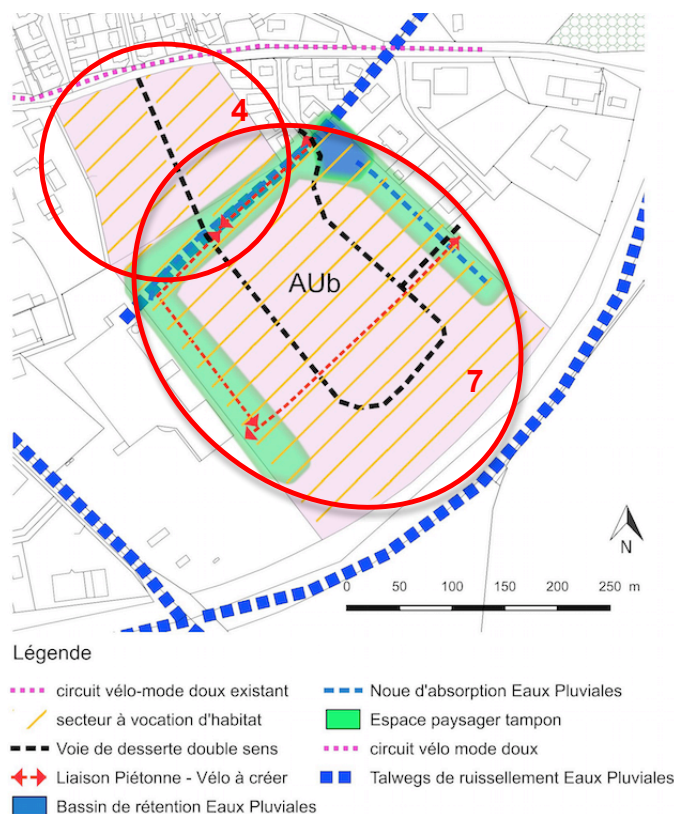 4
AUb
7
N
0 50 100 150 200 250 m
Légende
circuit vélo-mode doux existant
Noue d'absorption Eaux Pluviales
secteur à vocation d'habitat
Espace paysager tampon
Voie de desserte double sens
circuit vélo mode doux
Liaison Piétonne - Vélo à créer
Talwegs de ruissellement Eaux Pluviales
Bassin de rétention Eaux Pluviales